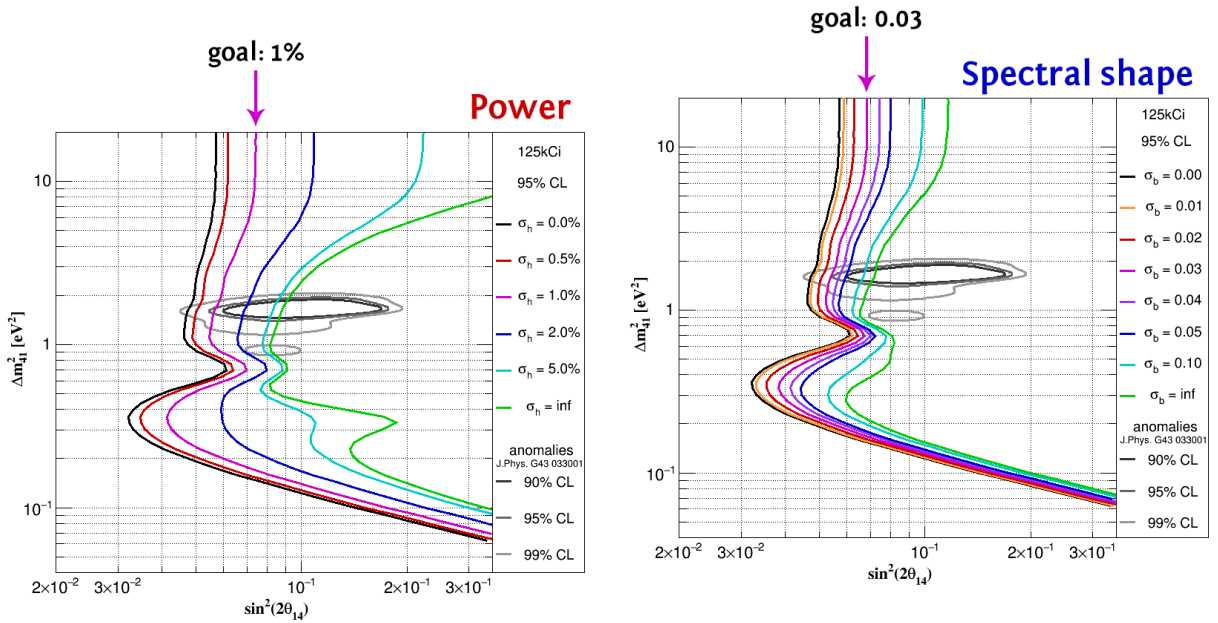 goal: 1%
Power
125kCi
95% CL
σh = 0.0%
σh = 0.5%
σh = 1.0%
σh = 2.0%
σh = 5.0%
σh = inf
anomalies
J.Phys. G43 033001
90% CL
95% CL
99% CL
10
1
10⁻¹
Δm²41 [eV²]
2×10⁻² 3×10⁻² 10⁻¹ 2×10⁻¹ 3×10⁻¹
sin²(2θ14)
goal: 0.03
Spectral shape
125kCi
95% CL
σb = 0.00
σb = 0.01
σb = 0.02
σb = 0.03
σb = 0.04
σb = 0.05
σb = 0.10
σb = inf
anomalies
J.Phys. G43 033001
90% CL
95% CL
99% CL
10
1
10⁻¹
Δm²41 [eV²]
2×10⁻² 3×10⁻² 10⁻¹ 2×10⁻¹ 3×10⁻¹
sin²(2θ14)